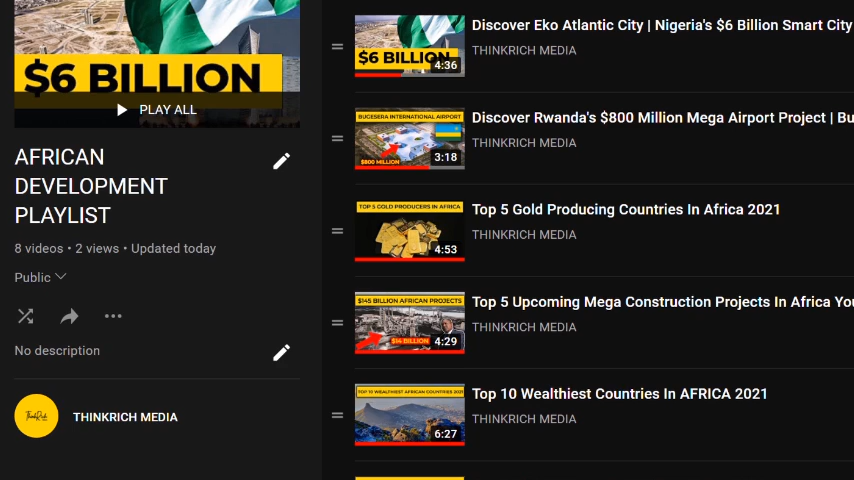 $6 BILLION
PLAY ALL
AFRICAN
DEVELOPMENT
PLAYLIST
8 videos • 2 views • Updated today
Public
No description
ThinkRich
THINKRICH MEDIA
$6 BILLION
4:36
Discover Eko Atlantic City | Nigeria's $6 Billion Smart City
THINKRICH MEDIA
BUGESERA INTERNATIONAL AIRPORT
$800 MILLION
3:18
Discover Rwanda's $800 Million Mega Airport Project | Bu
THINKRICH MEDIA
TOP 5 GOLD PRODUCERS IN AFRICA
4:53
Top 5 Gold Producing Countries In Africa 2021
THINKRICH MEDIA
$145 BILLION AFRICAN PROJECTS
$14 BILLION
4:29
Top 5 Upcoming Mega Construction Projects In Africa You
THINKRICH MEDIA
TOP 10 WEALTHIEST AFRICAN COUNTRIES 2021
6:27
Top 10 Wealthiest Countries In AFRICA 2021
THINKRICH MEDIA